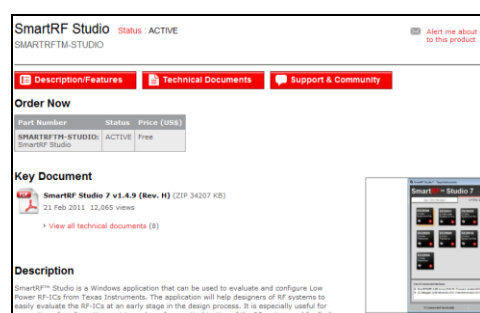 SmartRF Studio Status : ACTIVE
SMARTRFTM-STUDIO
Alert me about
to this product
Description/Features
Technical Documents
Support & Community
Order Now
Part Number Status Price (US$)
SMARTRFTM-STUDIO: ACTIVE Free
SmartRF Studio
Key Document
SmartRF Studio 7 v1.4.9 (Rev. H) (ZIP 34207 KB)
21 Feb 2011 12,065 views
View all technical documents (8)
SmartRF Studio 7
Description
SmartRF™ Studio is a Windows application that can be used to evaluate and configure Low
Power RF-ICs from Texas Instruments. The application will help designers of RF systems to
easily evaluate the RF-ICs at an early stage in the design process. It is especially useful for